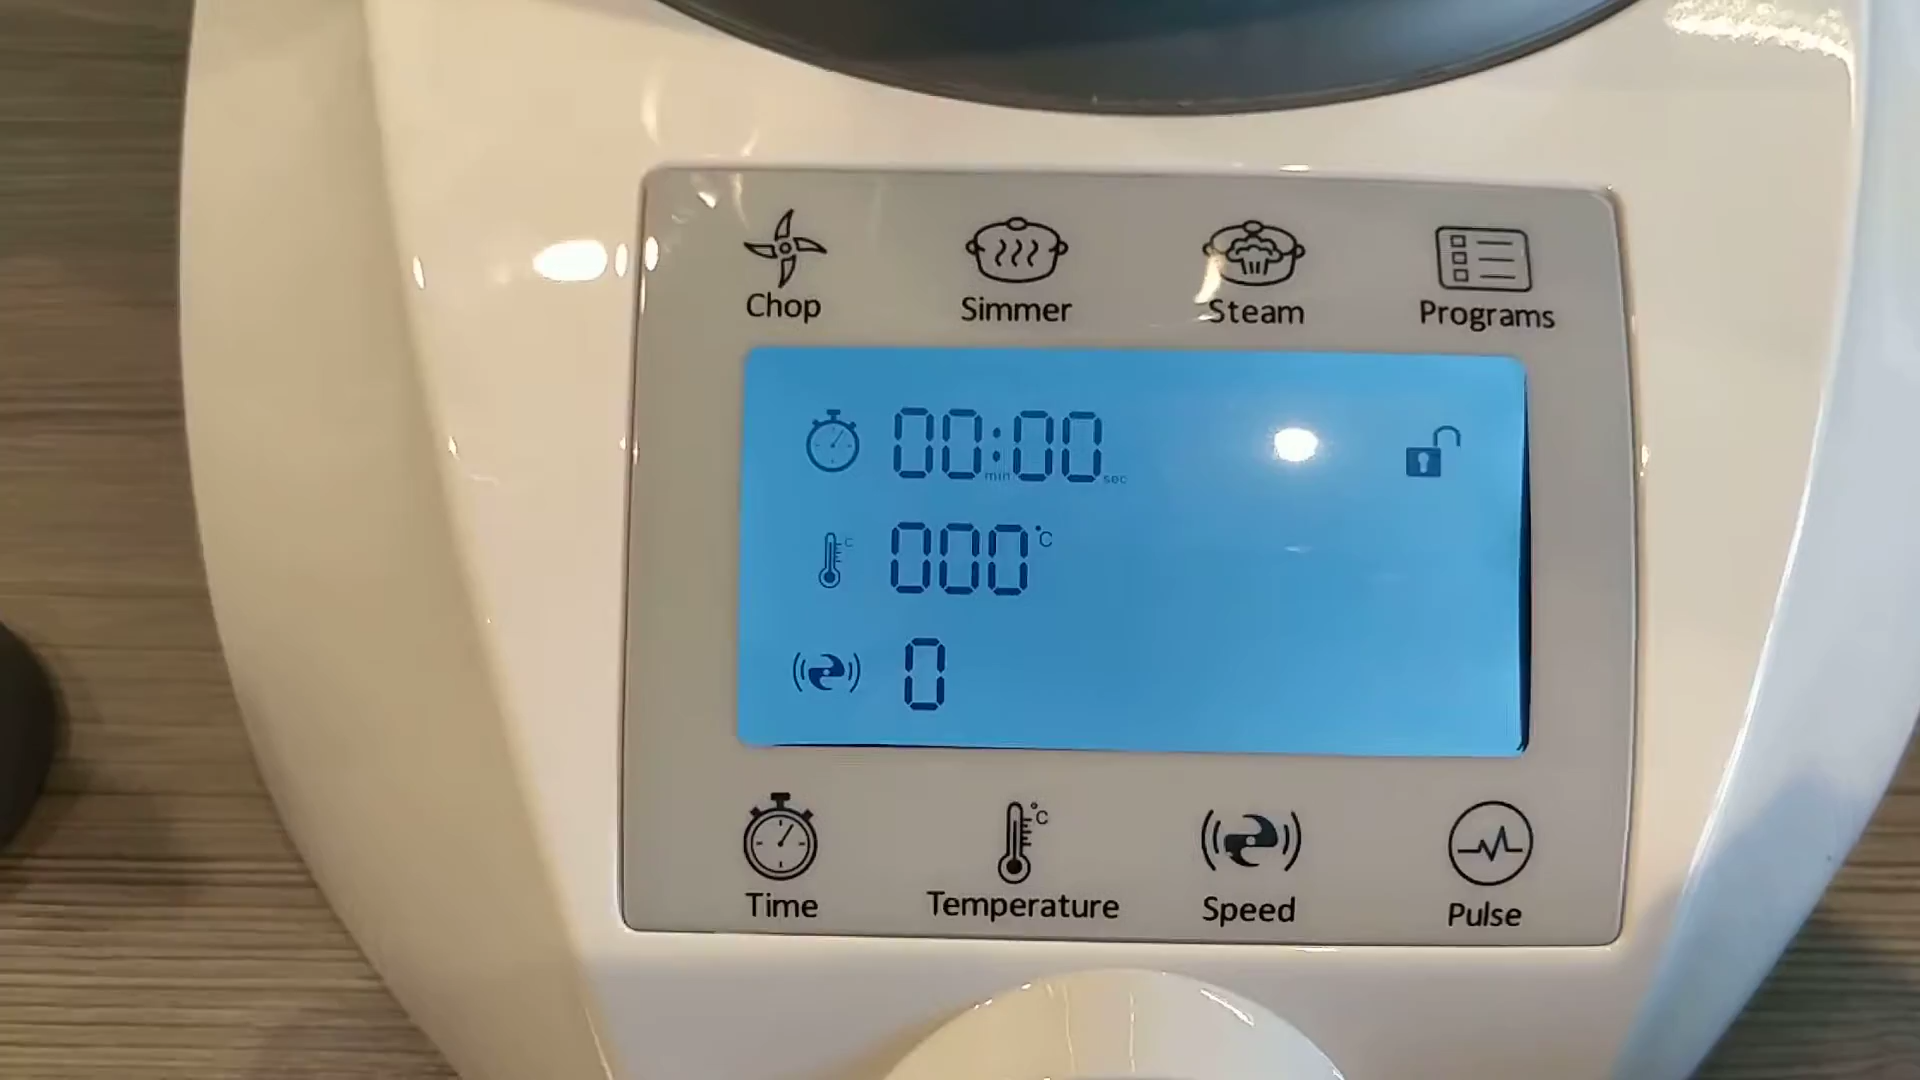 Chop Simmer Steam Programs
00:00 min sec
C 000°C
0
°C
Time Temperature Speed Pulse